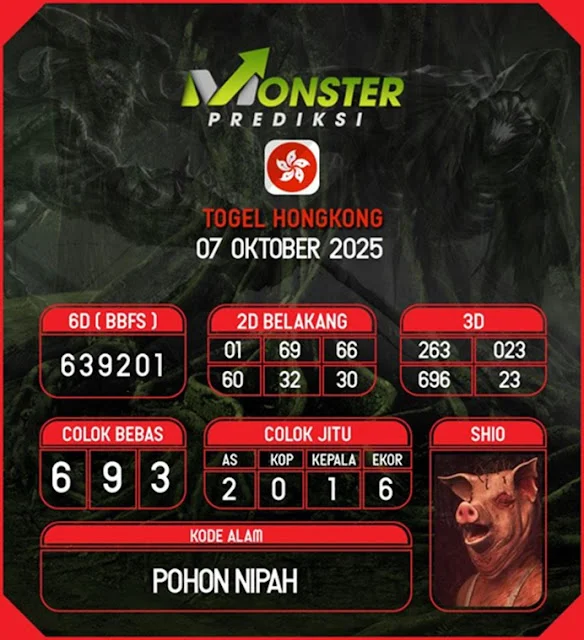 MONSTER
PREDIKSI
TOGEL HONGKONG
07 OKTOBER 2025
6D ( BBFS )
639201
2D BELAKANG
01 69 66
60 32 30
3D
263 023
696 23
COLOK BEBAS
6 9 3
COLOK JITU
AS KOP KEPALA EKOR
2 0 1 6
SHIO
KODE ALAM
POHON NIPAH